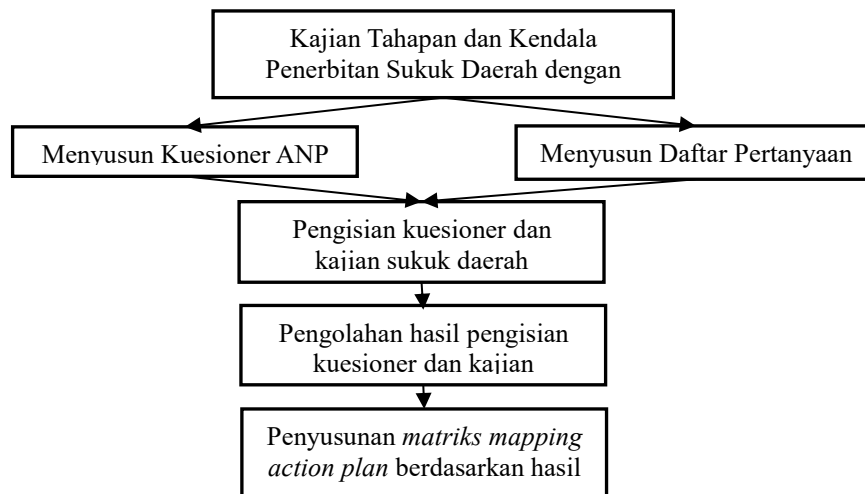 Kajian Tahapan dan Kendala
Penerbitan Sukuk Daerah dengan
Menyusun Kuesioner ANP
Menyusun Daftar Pertanyaan
Pengisian kuesioner dan
kajian sukuk daerah
Pengolahan hasil pengisian
kuesioner dan kajian
Penyusunan matriks mapping
action plan berdasarkan hasil